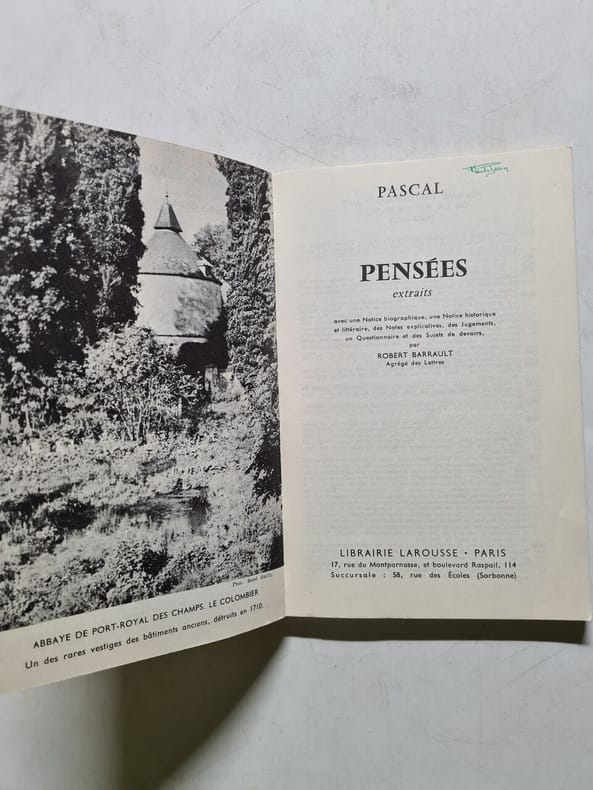 ABBAYE DE PORT-ROYAL DES CHAMPS. LE COLOMBIER
Un des rares vestiges des bâtiments anciens, détruits en 1710.
PASCAL
PENSÉES
extraits
avec une Notice biographique, une Notice historique
et littéraire, des Notes explicatives, des Jugements,
un Questionnaire et des Sujets de devoirs,
par
ROBERT BARRAULT
Agrégé des Lettres
LIBRAIRIE LAROUSSE • PARIS
17, rue du Montparnasse, et boulevard Raspail, 114
Succursale : 58, rue des Écoles (Sorbonne)